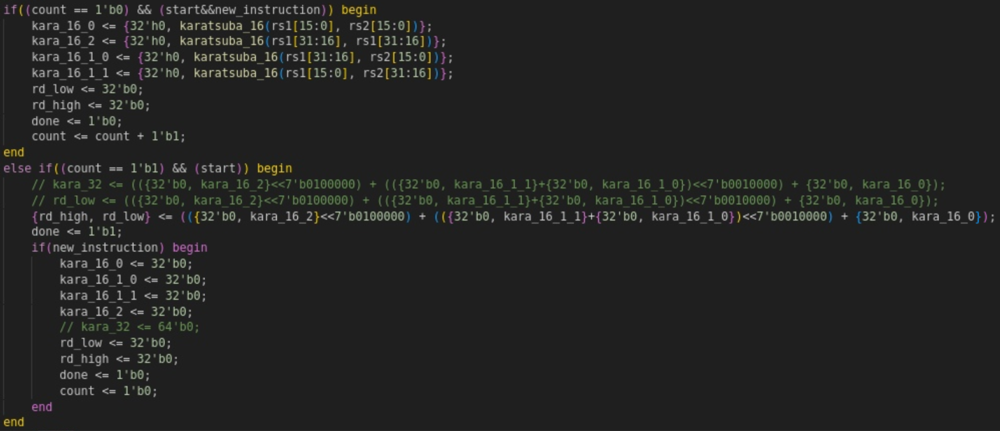 if((count == 1'b0) && (start&&new_instruction)) begin
    kara_16_0 <= {32'h0, karatsuba_16(rs1[15:0], rs2[15:0])};
    kara_16_2 <= {32'h0, karatsuba_16(rs1[31:16], rs1[31:16])};
    kara_16_1_0 <= {32'h0, karatsuba_16(rs1[31:16], rs2[15:0])};
    kara_16_1_1 <= {32'h0, karatsuba_16(rs1[15:0], rs2[31:16])};
    rd_low <= 32'b0;
    rd_high <= 32'b0;
    done <= 1'b0;
    count <= count + 1'b1;
end
else if((count == 1'b1) && (start)) begin
    // kara_32 <= (({32'b0, kara_16_2}<<7'b0100000) + (({32'b0, kara_16_1_1}+{32'b0, kara_16_1_0})<<7'b0010000) + {32'b0, kara_16_0});
    // rd_low <= (({32'b0, kara_16_2}<<7'b0100000) + (({32'b0, kara_16_1_1}+{32'b0, kara_16_1_0})<<7'b0010000) + {32'b0, kara_16_0});
    {rd_high, rd_low} <= (({32'b0, kara_16_2}<<7'b0100000) + (({32'b0, kara_16_1_1}+{32'b0, kara_16_1_0})<<7'b0010000) + {32'b0, kara_16_0});
    done <= 1'b1;
    if(new_instruction) begin
        kara_16_0 <= 32'b0;
        kara_16_1_0 <= 32'b0;
        kara_16_1_1 <= 32'b0;
        kara_16_2 <= 32'b0;
        // kara_32 <= 64'b0;
        rd_low <= 32'b0;
        rd_high <= 32'b0;
        done <= 1'b0;
        count <= 1'b0;
    end
end